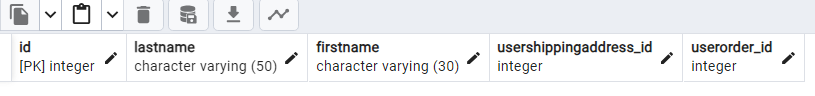 id
[PK] integer
lastname
character varying (50)
firstname
character varying (30)
usershippingaddress_id
integer
userorder_id
integer